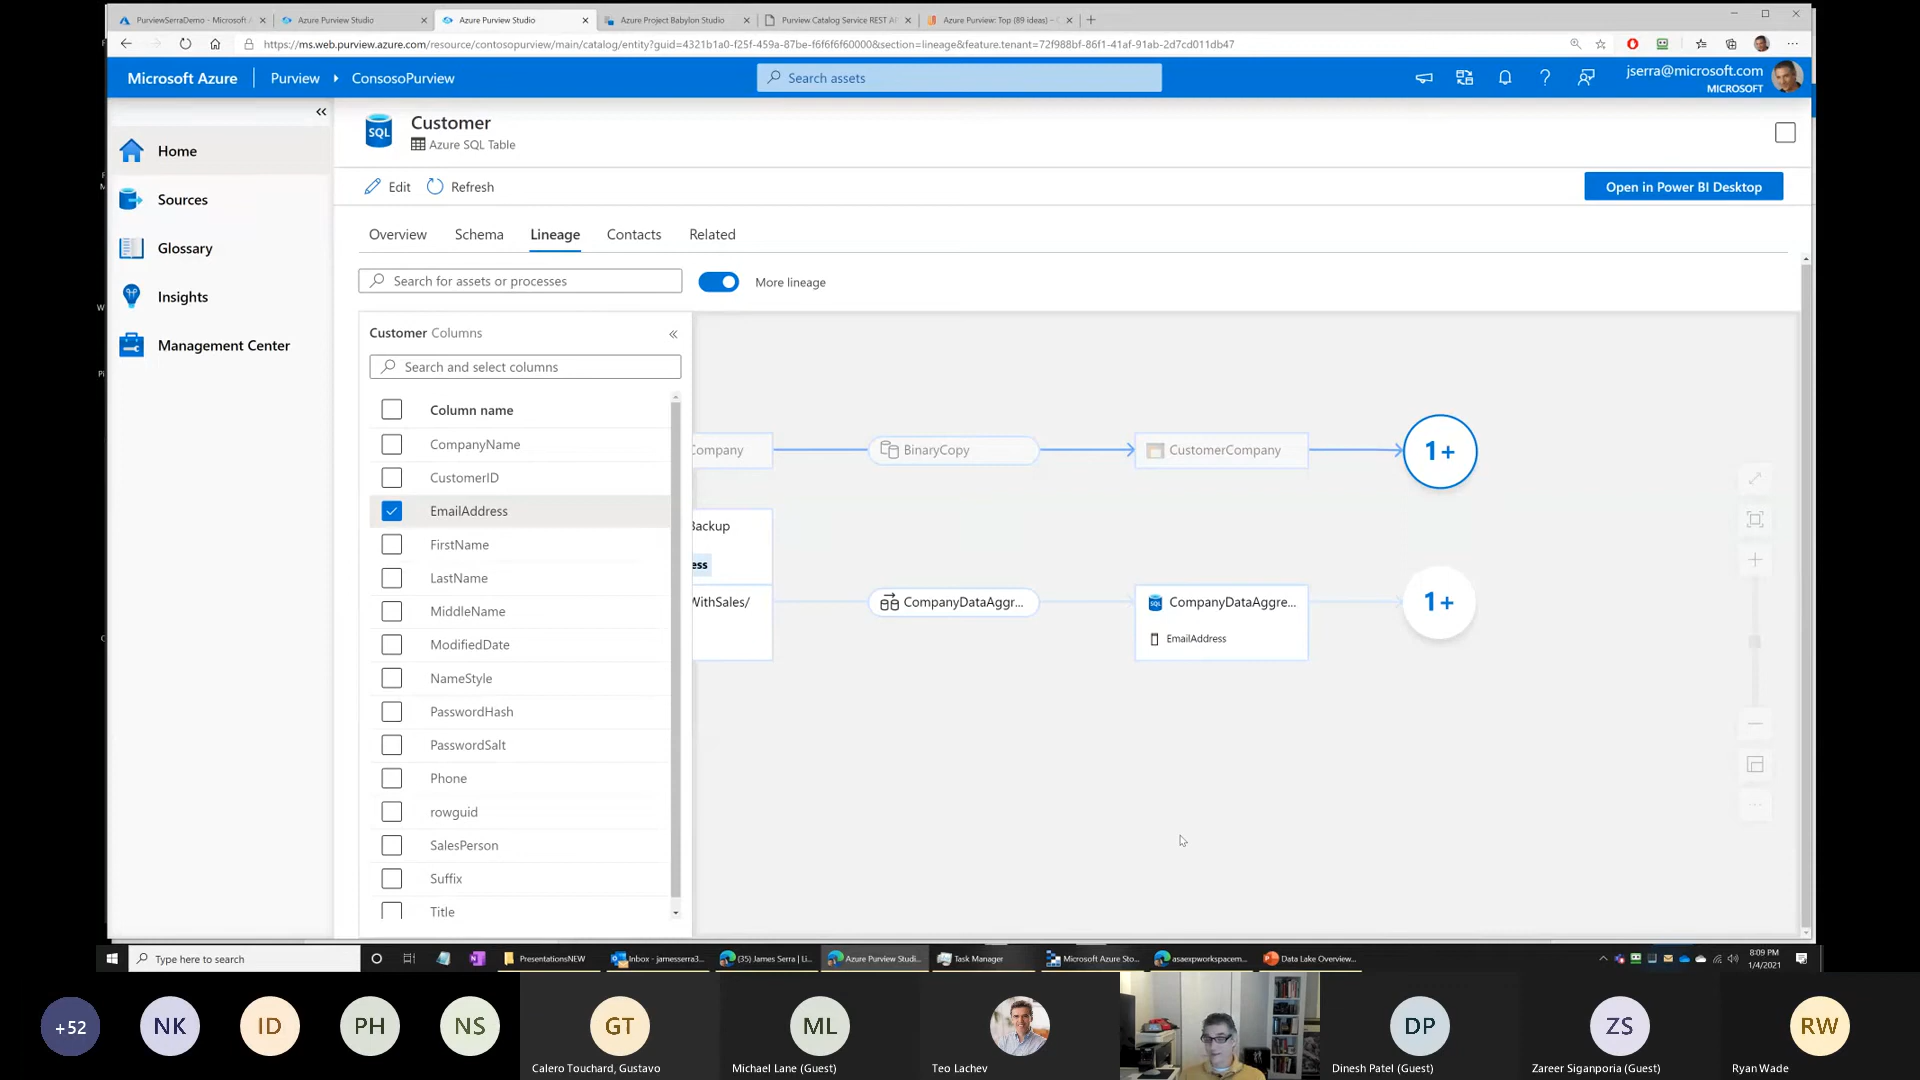 PurviewSerraDemo - Microsoft A
Azure Purview Studio
Azure Purview Studio
Azure Project Babylon Studio
Purview Catalog Service REST AP
Azure Purview: Top (89 ideas) –
https://ms.web.purview.azure.com/resource/contosopurview/main/catalog/entity?guid=4321b1a0-f25f-459a-87be-f6f6f6f60000&section=lineage&feature.tenant=72f988bf-86f1-41af-91ab-2d7cd011db47
Microsoft Azure
Purview
ConsosoPurview
Search assets
jserra@microsoft.com
MICROSOFT
Home
Sources
Glossary
Insights
Management Center
SQL
Customer
Azure SQL Table
Edit
Refresh
Open in Power BI Desktop
Overview
Schema
Lineage
Contacts
Related
Search for assets or processes
More lineage
Customer Columns
Search and select columns
Column name
CompanyName
CustomerID
EmailAddress
FirstName
LastName
MiddleName
ModifiedDate
NameStyle
PasswordHash
PasswordSalt
Phone
rowguid
SalesPerson
Suffix
Title
Company
BinaryCopy
CustomerCompany
1+
Backup
ess
WithSales/
CompanyDataAggr...
SQL
CompanyDataAggre...
EmailAddress
1+
Type here to search
PresentationsNEW
Inbox - jamesserra3...
(35) James Serra | Li...
Azure Purview Studi...
Task Manager
Microsoft Azure Sto...
asaexpworkspacem...
Data Lake Overview...
8:09 PM
1/4/2021
+52
NK
ID
PH
NS
GT
Calero Touchard, Gustavo
ML
Michael Lane (Guest)
Teo Lachev
DP
Dinesh Patel (Guest)
ZS
Zareer Siganporia (Guest)
RW
Ryan Wade